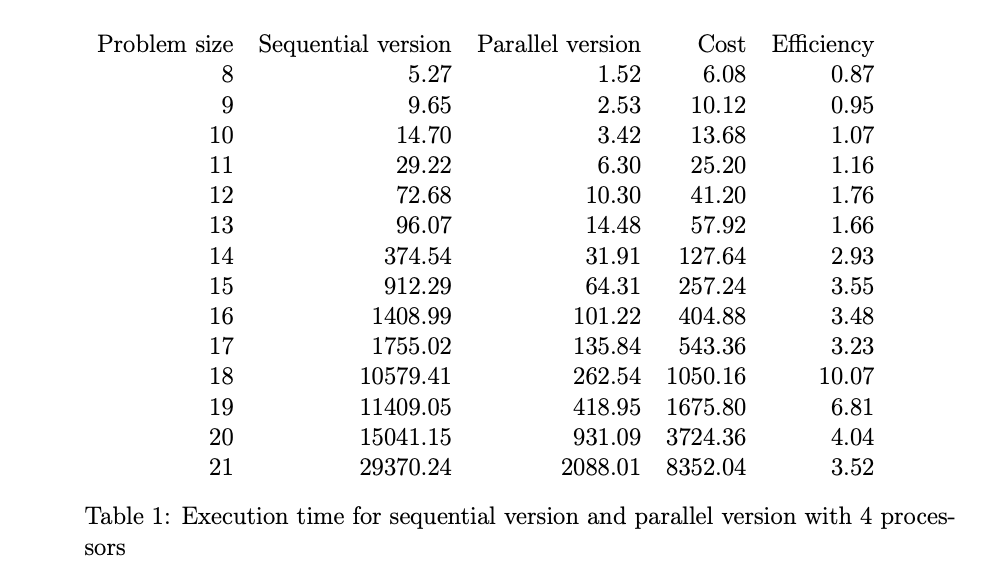 Problem size Sequential version Parallel version Cost Efficiency
8 5.27 1.52 6.08 0.87
9 9.65 2.53 10.12 0.95
10 14.70 3.42 13.68 1.07
11 29.22 6.30 25.20 1.16
12 72.68 10.30 41.20 1.76
13 96.07 14.48 57.92 1.66
14 374.54 31.91 127.64 2.93
15 912.29 64.31 257.24 3.55
16 1408.99 101.22 404.88 3.48
17 1755.02 135.84 543.36 3.23
18 10579.41 262.54 1050.16 10.07
19 11409.05 418.95 1675.80 6.81
20 15041.15 931.09 3724.36 4.04
21 29370.24 2088.01 8352.04 3.52
Table 1: Execution time for sequential version and parallel version with 4 proces-
sors